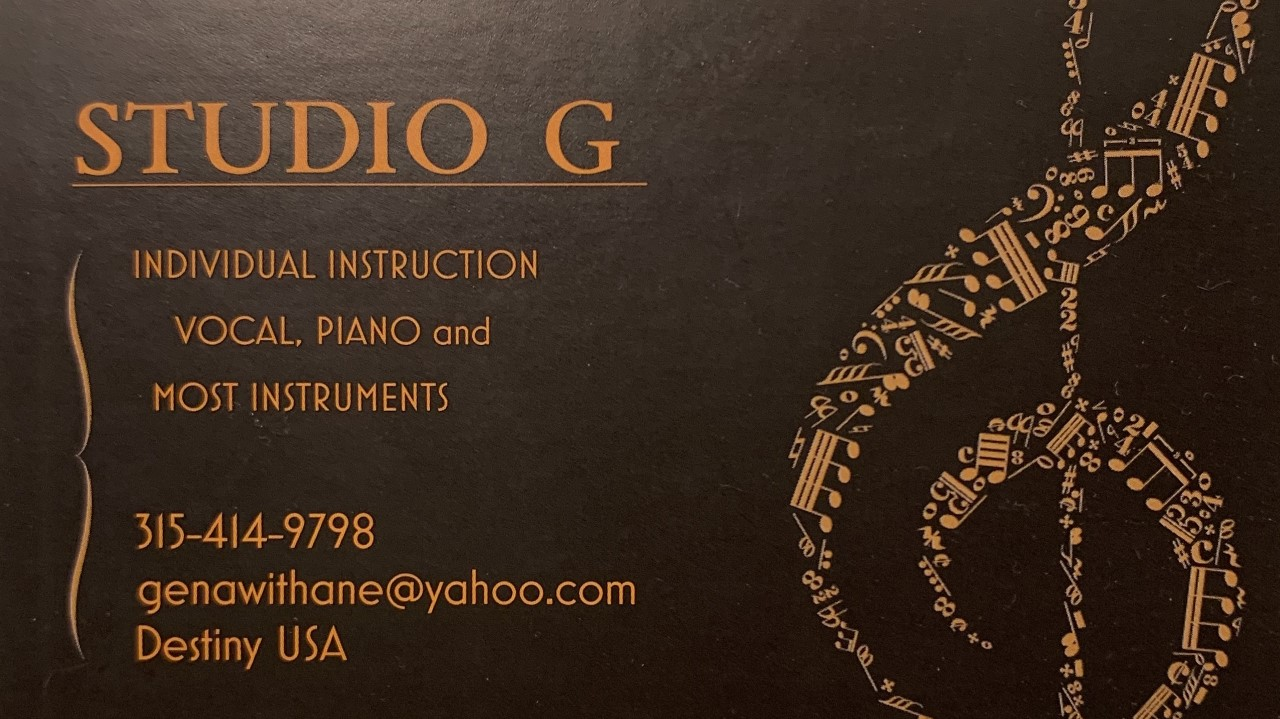 STUDIO G
INDIVIDUAL INSTRUCTION
VOCAL, PIANO and
MOST INSTRUMENTS
315-414-9798
genawithane@yahoo.com
Destiny USA